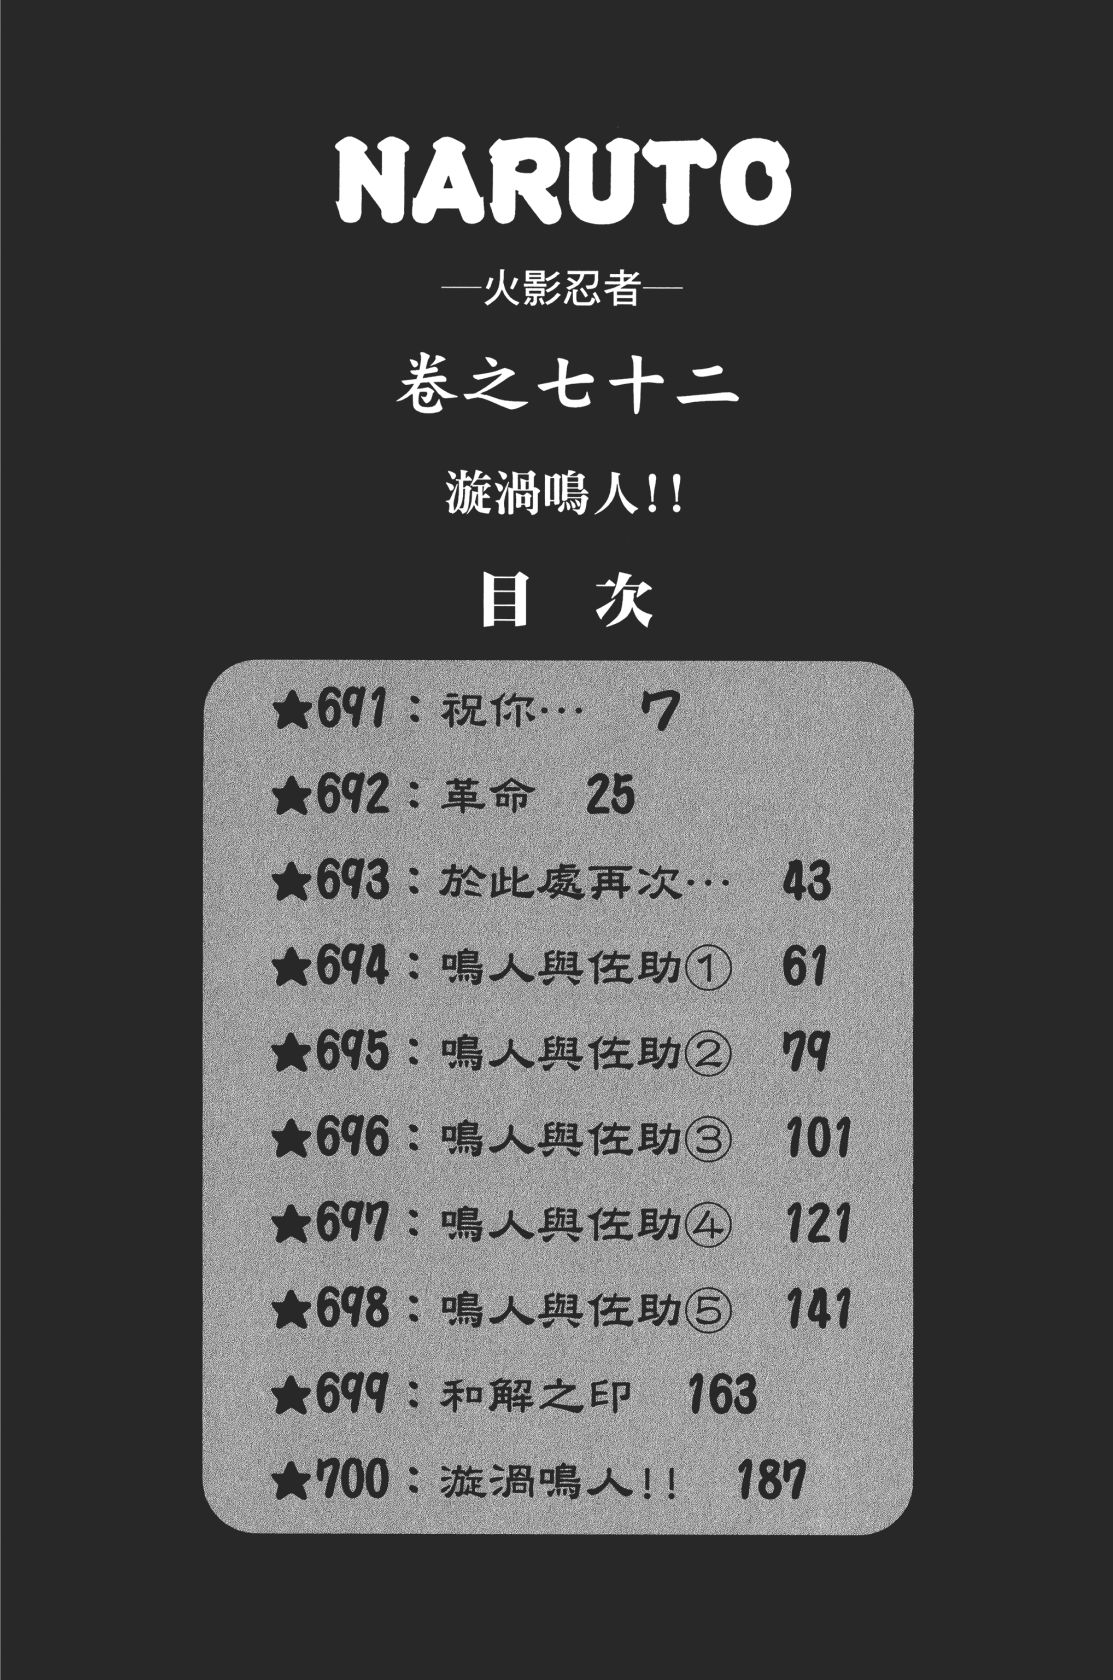 NARUTO
—火影忍者—
卷之七十二
漩渦鳴人!!
目 次
★691：祝你… 7
★692：革命 25
★693：於此處再次… 43
★694：鳴人與佐助① 61
★695：鳴人與佐助② 79
★696：鳴人與佐助③ 101
★697：鳴人與佐助④ 121
★698：鳴人與佐助⑤ 141
★699：和解之印 163
★700：漩渦鳴人!! 187